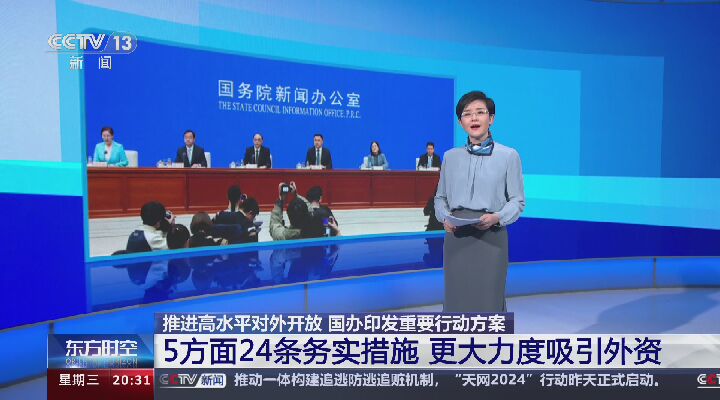 CCTV 13
新闻
国务院新闻办公室
THE STATE COUNCIL INFORMATION OFFICE, P.R.C.
推进高水平对外开放 国办印发重要行动方案
东方时空
5方面24条务实措施 更大力度吸引外资
星期三 20:31 CCTV 新闻 推动一体构建追逃防逃追赃机制，“天网2024”行动昨天正式启动。